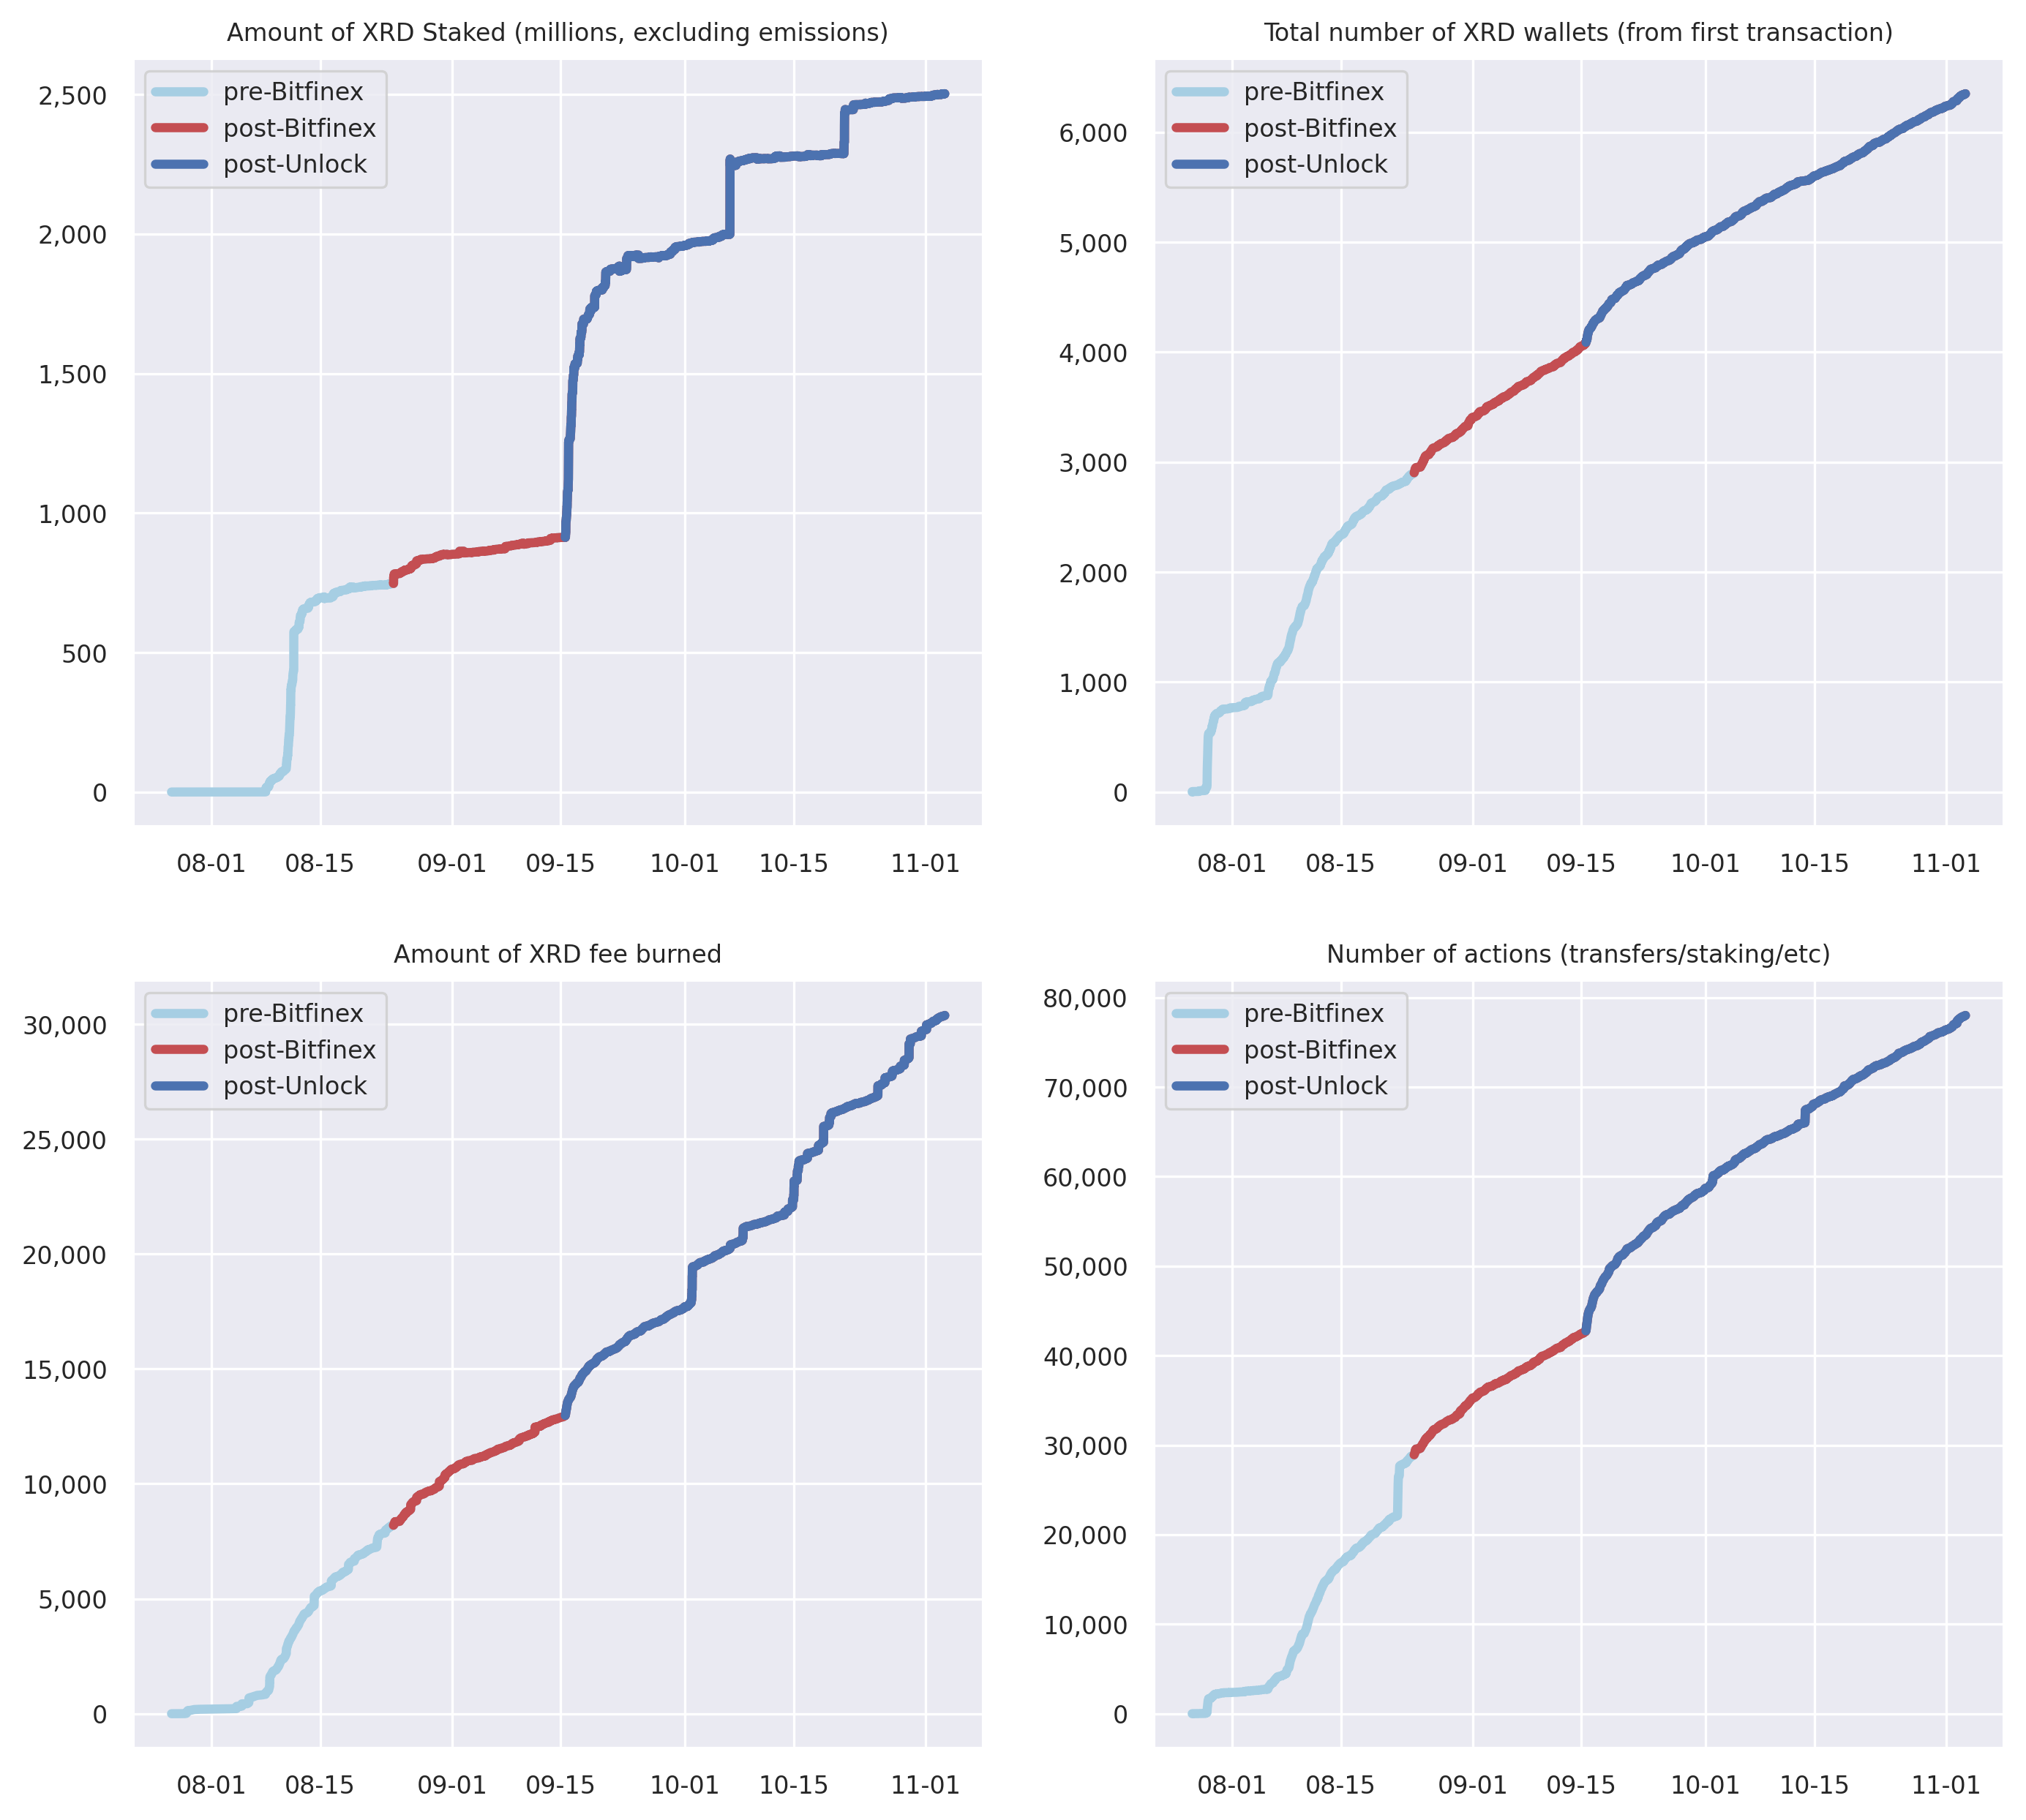 Amount of XRD Staked (millions, excluding emissions)
pre-Bitfinex
post-Bitfinex
post-Unlock
2,500
2,000
1,500
1,000
500
0
08-01 08-15 09-01 09-15 10-01 10-15 11-01
Total number of XRD wallets (from first transaction)
pre-Bitfinex
post-Bitfinex
post-Unlock
6,000
5,000
4,000
3,000
2,000
1,000
0
08-01 08-15 09-01 09-15 10-01 10-15 11-01
Amount of XRD fee burned
pre-Bitfinex
post-Bitfinex
post-Unlock
30,000
25,000
20,000
15,000
10,000
5,000
0
08-01 08-15 09-01 09-15 10-01 10-15 11-01
Number of actions (transfers/staking/etc)
pre-Bitfinex
post-Bitfinex
post-Unlock
80,000
70,000
60,000
50,000
40,000
30,000
20,000
10,000
0
08-01 08-15 09-01 09-15 10-01 10-15 11-01